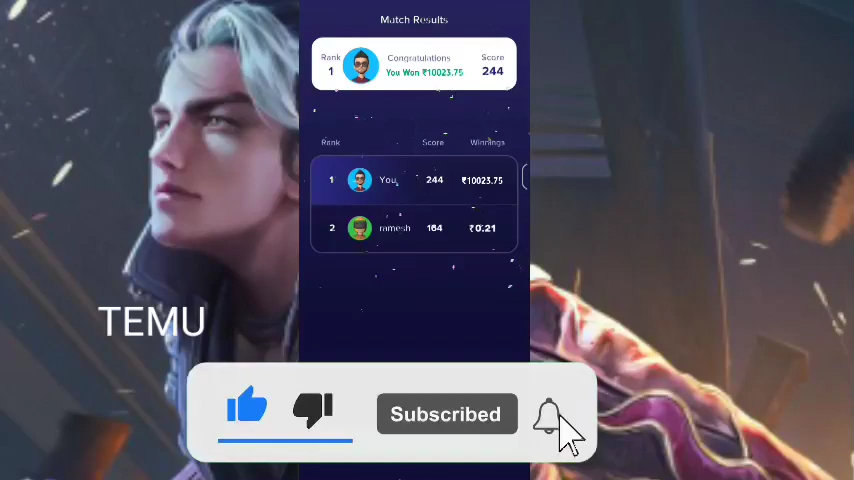 Match Results
Rank
1
Congratulations
You Won ₹10023.75
Score
244
Rank Score Winnings
1 You 244 ₹10023.75
2 ramesh 164 ₹0.21
TEMU
Subscribed